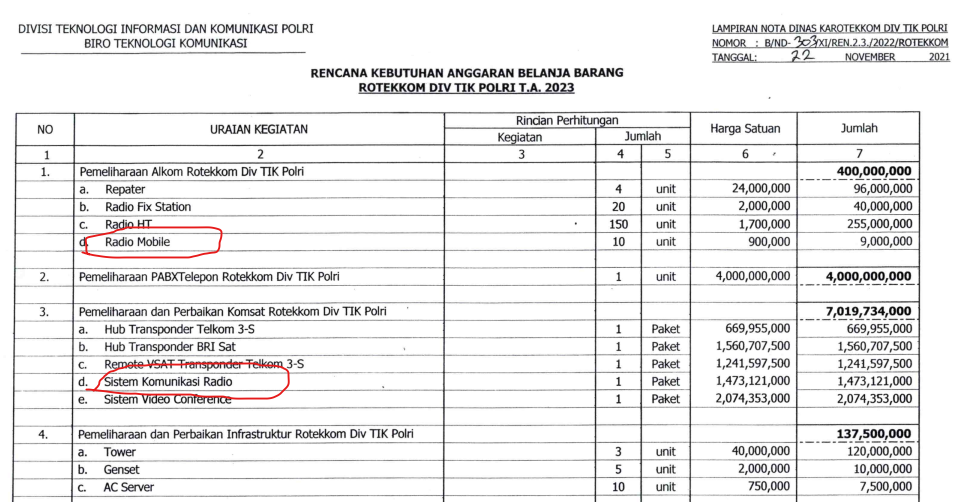 DIVISI TEKNOLOGI INFORMASI DAN KOMUNIKASI POLRI
BIRO TEKNOLOGI KOMUNIKASI
LAMPIRAN NOTA DINAS KAROTEKKOM DIV TIK POLRI
NOMOR : B/ND- 303/XI/REN.2.3./2022/ROTEKKOM
TANGGAL: 22 NOVEMBER 2021
RENCANA KEBUTUHAN ANGGARAN BELANJA BARANG
ROTEKKOM DIV TIK POLRI T.A. 2023
NO URAIAN KEGIATAN Rincian Perhitungan Harga Satuan Jumlah
Kegiatan Jumlah
1 2 3 4 5 6 7
1. Pemeliharaan Alkom Rotekkom Div TIK Polri 400,000,000
a. Repater 4 unit 24,000,000 96,000,000
b. Radio Fix Station 20 unit 2,000,000 40,000,000
c. Radio HT 150 unit 1,700,000 255,000,000
d. Radio Mobile 10 unit 900,000 9,000,000
2. Pemeliharaan PABXTelepon Rotekkom Div TIK Polri 1 unit 4,000,000,000 4,000,000,000
3. Pemeliharaan dan Perbaikan Komsat Rotekkom Div TIK Polri 7,019,734,000
a. Hub Transponder Telkom 3-S 1 Paket 669,955,000 669,955,000
b. Hub Transponder BRI Sat 1 Paket 1,560,707,500 1,560,707,500
c. Remote VSAT Transponder Telkom 3-S 1 Paket 1,241,597,500 1,241,597,500
d. Sistem Komunikasi Radio 1 Paket 1,473,121,000 1,473,121,000
e. Sistem Video Conference 1 Paket 2,074,353,000 2,074,353,000
4. Pemeliharaan dan Perbaikan Infrastruktur Rotekkom Div TIK Polri 137,500,000
a. Tower 3 unit 40,000,000 120,000,000
b. Genset 5 unit 2,000,000 10,000,000
c. AC Server 10 unit 750,000 7,500,000